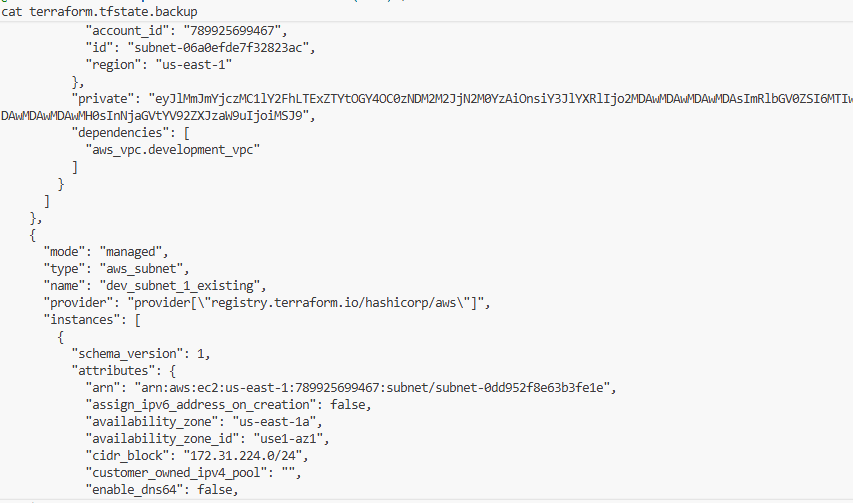 cat terraform.tfstate.backup
"account_id": "789925699467",
"id": "subnet-06a0efde7f32823ac",
"region": "us-east-1"
},
"private": "eyJlMmJmYjczMC1lY2FhLTExZTYtOGY4OC0zNDM2M2JjN2M0YzAiOnsiY3JlYXRlIjo2MDAwMDAwMDAwMDAsImRlbGV0ZSI6MTIw
DAwMDAwMDAwMH0sInNjaGVtYV92ZXJzaW9uIjoiMSJ9",
"dependencies": [
"aws_vpc.development_vpc"
]
}
]
},
{
"mode": "managed",
"type": "aws_subnet",
"name": "dev_subnet_1_existing",
"provider": "provider[\"registry.terraform.io/hashicorp/aws\"]",
"instances": [
{
"schema_version": 1,
"attributes": {
"arn": "arn:aws:ec2:us-east-1:789925699467:subnet/subnet-0dd952f8e63b3fe1e",
"assign_ipv6_address_on_creation": false,
"availability_zone": "us-east-1a",
"availability_zone_id": "use1-az1",
"cidr_block": "172.31.224.0/24",
"customer_owned_ipv4_pool": "",
"enable_dns64": false,